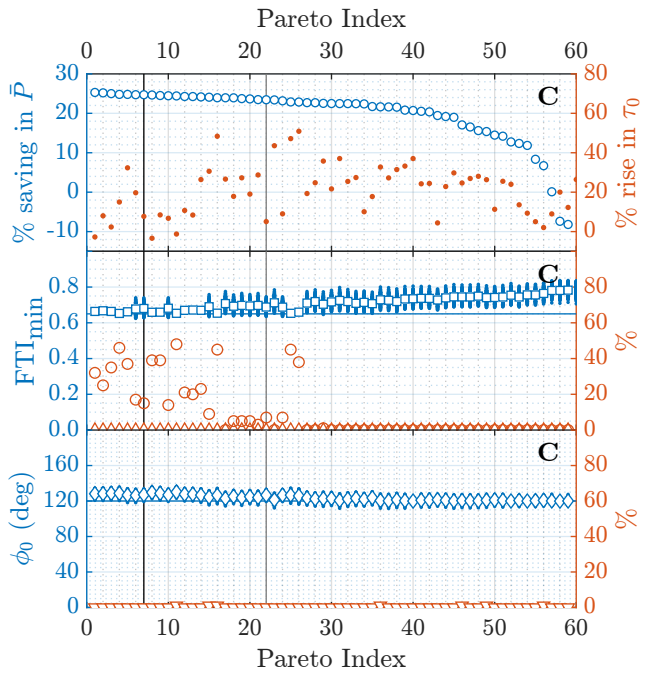 Pareto Index
0 10 20 30 40 50 60
30 80
C
20 60
10 40
0 20
-10 0
% saving in P̄
% rise in τ₀
C
0.8 80
0.6 60
0.4 40
0.2 20
0.0 0
FTI_min
%
C
160 80
120 60
80 40
40 20
0 0
ϕ₀ (deg)
%
0 10 20 30 40 50 60
Pareto Index